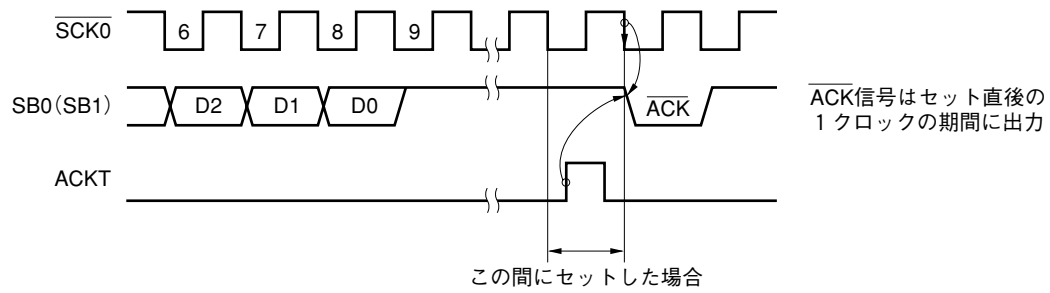 SCK0
6 7 8 9
SB0(SB1)
D2 D1 D0 ACK
ACK信号はセット直後の
1クロックの期間に出力
ACKT
この間にセットした場合